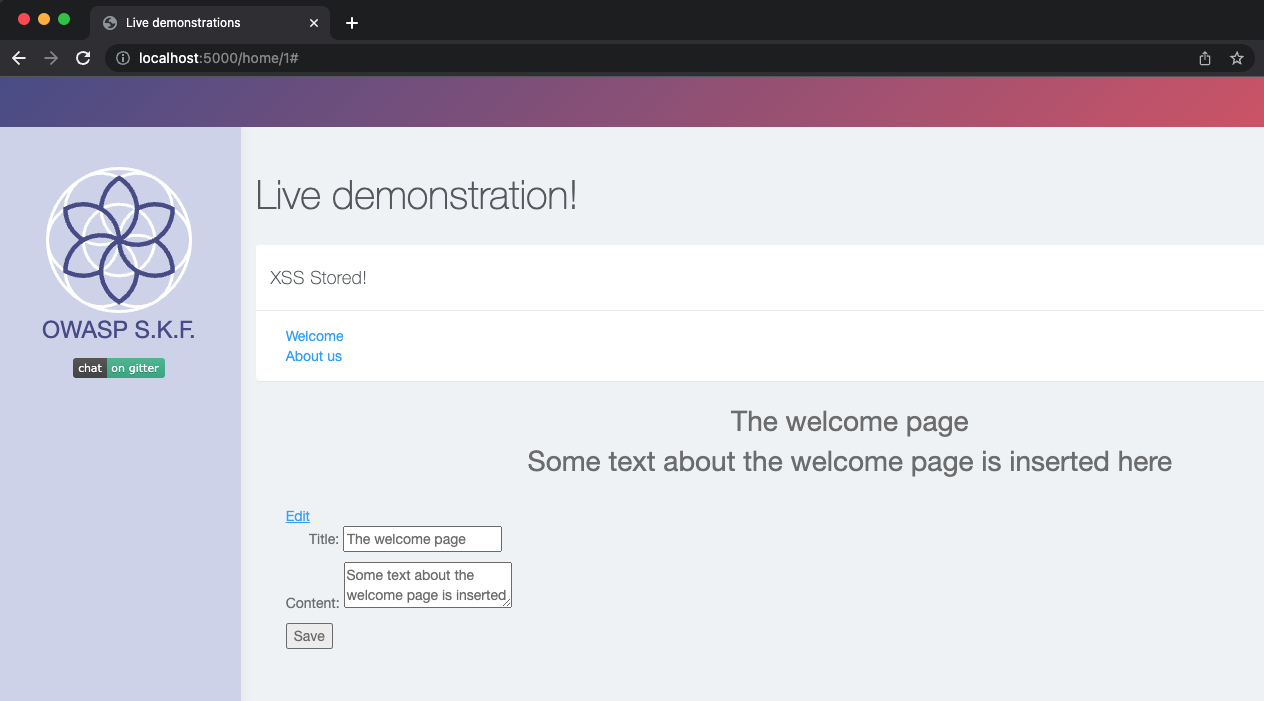 Live demonstrations
localhost:5000/home/1#
Live demonstration!
OWASP S.K.F.
chat on gitter
XSS Stored!
Welcome
About us
The welcome page
Some text about the welcome page is inserted here
Edit
Title: The welcome page
Content: Some text about the
welcome page is inserted
Save